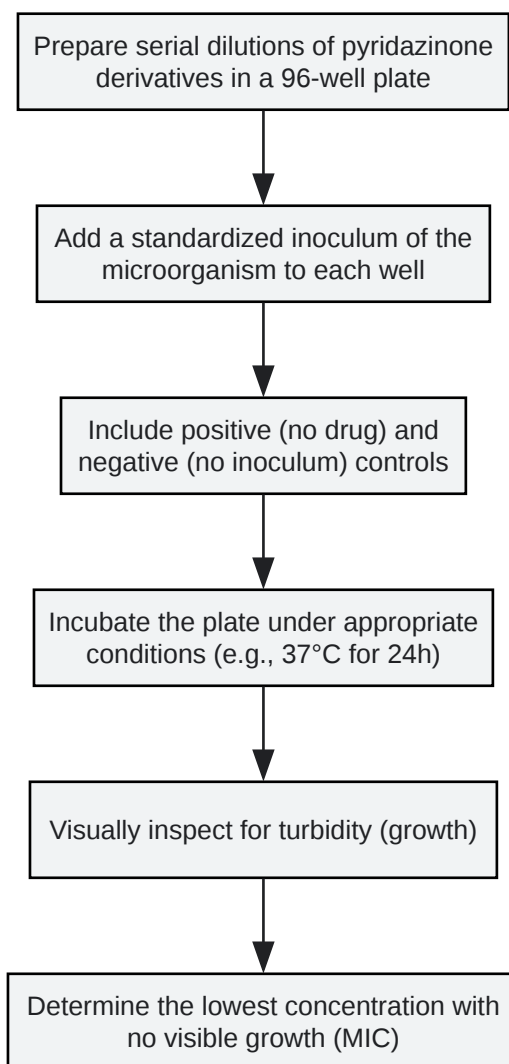 Prepare serial dilutions of pyridazinone
derivatives in a 96-well plate
Add a standardized inoculum of the
microorganism to each well
Include positive (no drug) and
negative (no inoculum) controls
Incubate the plate under appropriate
conditions (e.g., 37°C for 24h)
Visually inspect for turbidity (growth)
Determine the lowest concentration with
no visible growth (MIC)